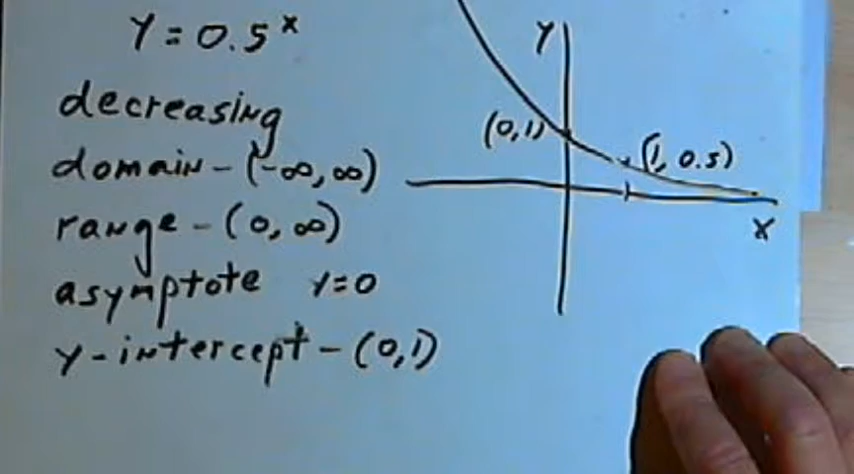 Y = 0.5^x
decreasing
domain - (-∞, ∞)
range - (0, ∞)
asymptote Y=0
y-intercept - (0,1)
Y
(0,1)
(1, 0.5)
X